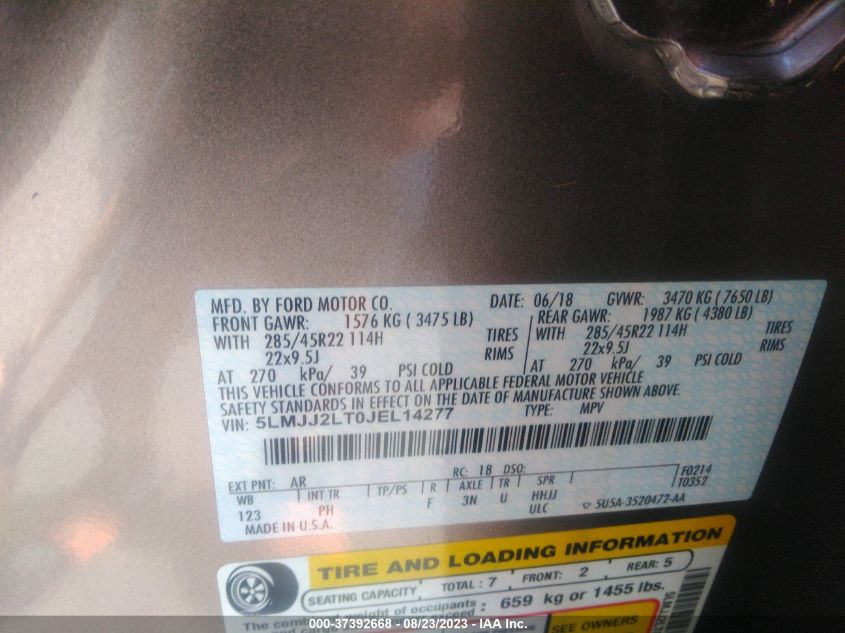 MFD. BY FORD MOTOR CO. DATE: 06/18 GVWR: 3470 KG ( 7650 LB)
FRONT GAWR: 1576 KG ( 3475 LB) REAR GAWR: 1987 KG ( 4380 LB)
WITH 285/45R22 114H TIRES WITH 285/45R22 114H TIRES
22x9.5J RIMS 22x9.5J RIMS
AT 270 kPa/ 39 PSI COLD AT 270 kPa/ 39 PSI COLD
THIS VEHICLE CONFORMS TO ALL APPLICABLE FEDERAL MOTOR VEHICLE
SAFETY STANDARDS IN EFFECT ON THE DATE OF MANUFACTURE SHOWN ABOVE.
VIN: 5LMJJ2LT0JEL14277 TYPE: MPV
EXT PNT: AR RC: 18 DSO: F0214
WB INT TR TP/PS R AXLE TR SPR T0352
123 PH F 3N U HHJJ
ULC 5U5A-3520472-AA
MADE IN U.S.A.
TIRE AND LOADING INFORMATION
SEATING CAPACITY TOTAL : 7 FRONT: 2 REAR: 5
weight of occupants : 659 kg or 1455 lbs.
SEE OWNERS
000-37392668 - 08/23/2023 - IAA Inc.